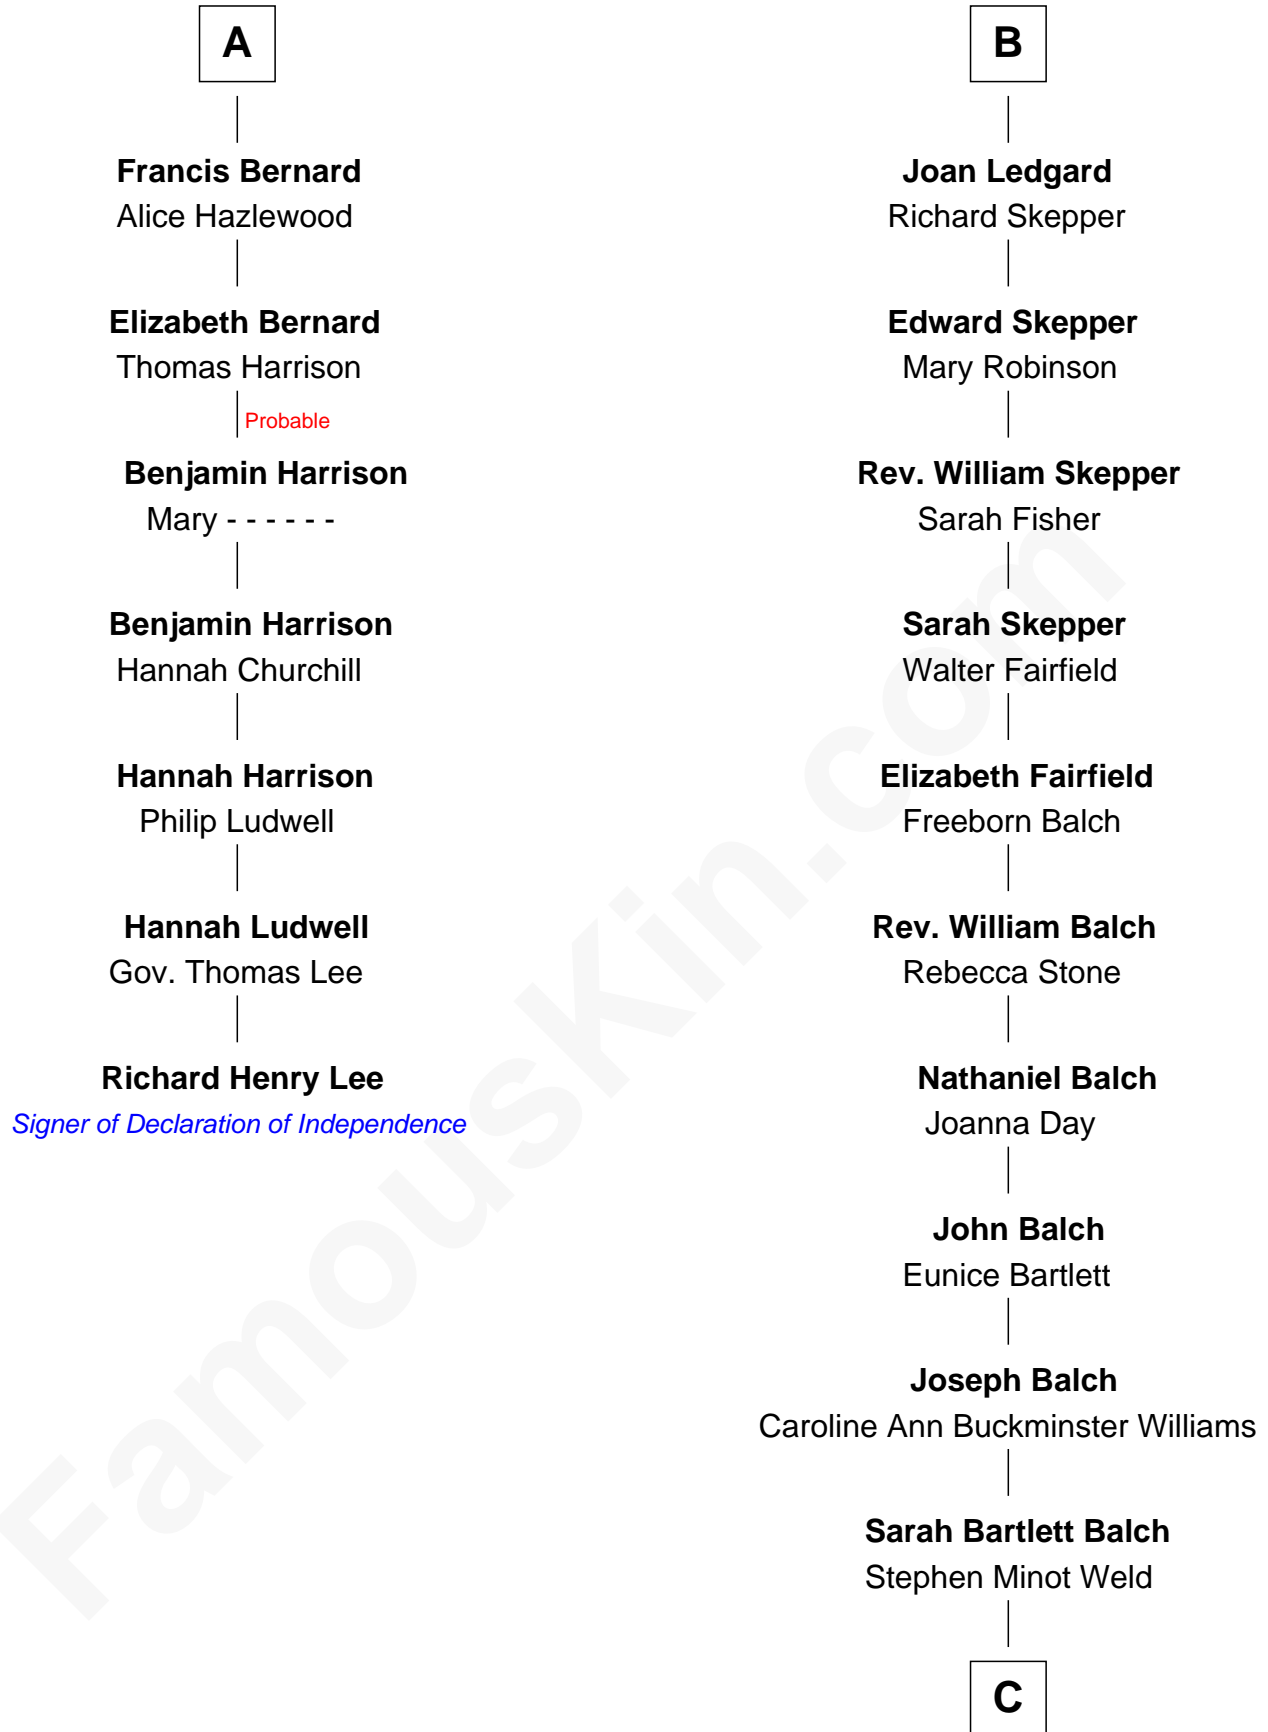 A
Francis Bernard
Alice Hazlewood
Elizabeth Bernard
Thomas Harrison
Probable
Benjamin Harrison
Mary - - - - - -
Benjamin Harrison
Hannah Churchill
Hannah Harrison
Philip Ludwell
Hannah Ludwell
Gov. Thomas Lee
Richard Henry Lee
Signer of Declaration of Independence
B
Joan Ledgard
Richard Skepper
Edward Skepper
Mary Robinson
Rev. William Skepper
Sarah Fisher
Sarah Skepper
Walter Fairfield
Elizabeth Fairfield
Freeborn Balch
Rev. William Balch
Rebecca Stone
Nathaniel Balch
Joanna Day
John Balch
Eunice Bartlett
Joseph Balch
Caroline Ann Buckminster Williams
Sarah Bartlett Balch
Stephen Minot Weld
C
FamousKin.com